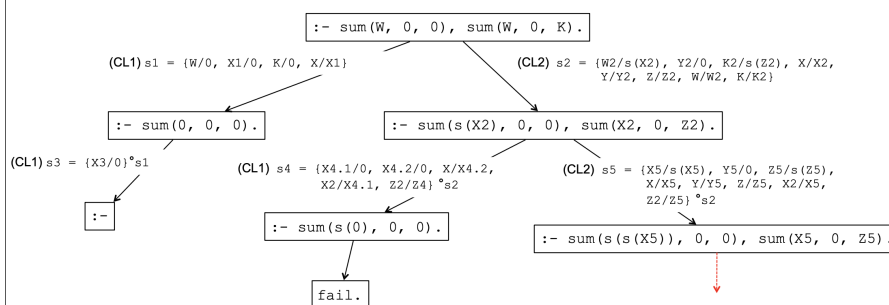 :- sum(W, 0, 0), sum(W, 0, K).
(CL1) s1 = {W/0, X1/0, K/0, X/X1}
(CL2) s2 = {W2/s(X2), Y2/0, K2/s(Z2), X/X2,
Y/Y2, Z/Z2, W/W2, K/K2}
:- sum(0, 0, 0).
:- sum(s(X2), 0, 0), sum(X2, 0, Z2).
(CL1) s3 = {X3/0}°s1
(CL1) s4 = {X4.1/0, X4.2/0, X/X4.2,
X2/X4.1, Z2/Z4}°s2
(CL2) s5 = {X5/s(X5), Y5/0, Z5/s(Z5),
X/X5, Y/Y5, Z/Z5, X2/X5,
Z2/Z5}°s2
:-
:- sum(s(0), 0, 0).
:- sum(s(s(X5)), 0, 0), sum(X5, 0, Z5).
fail.